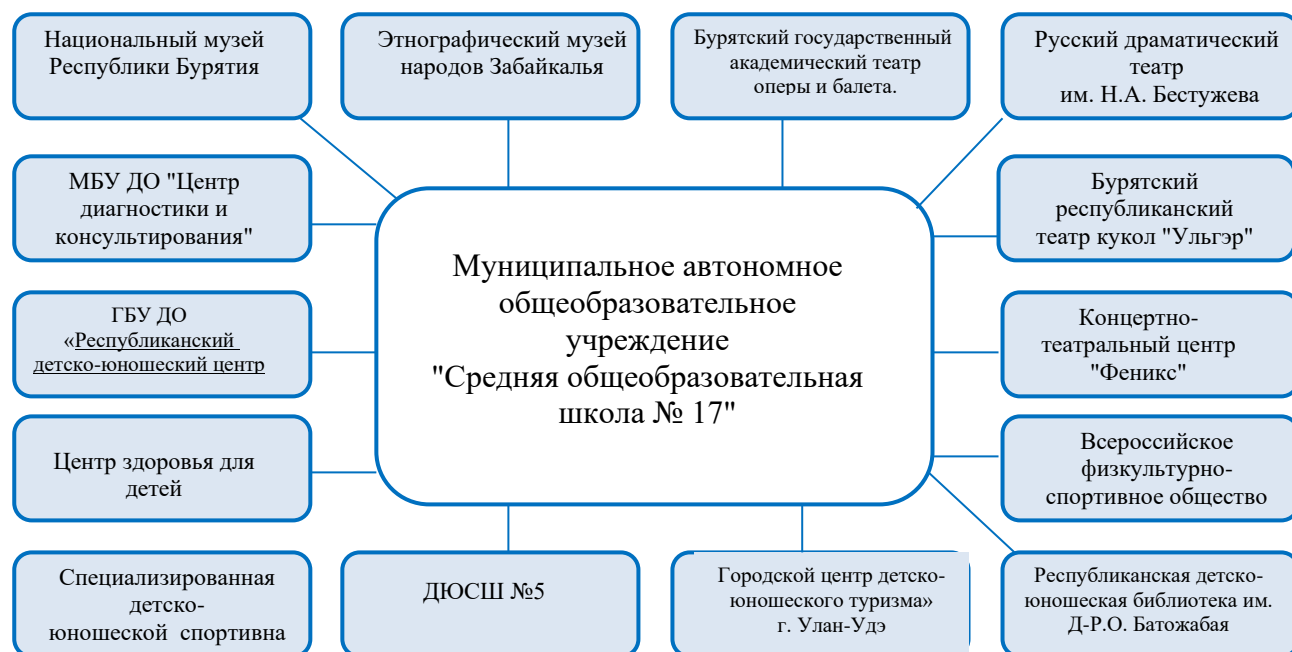 Национальный музей
Республики Бурятия
Этнографический музей
народов Забайкалья
Бурятский государственный
академический театр
оперы и балета.
Русский драматический
театр
им. Н.А. Бестужева
МБУ ДО "Центр
диагностики и
консультирования"
Бурятский
республиканский
театр кукол "Ульгэр"
Муниципальное автономное
общеобразовательное
учреждение
"Средняя общеобразовательная
школа № 17"
ГБУ ДО
«Республиканский
детско-юношеский центр
Концертно-
театральный центр
"Феникс"
Центр здоровья для
детей
Всероссийское
физкультурно-
спортивное общество
Специализированная
детско-
юношеской спортивна
ДЮСШ №5
Городской центр детско-
юношеского туризма»
г. Улан-Удэ
Республиканская детско-
юношеская библиотека им.
Д-Р.О. Батожабая